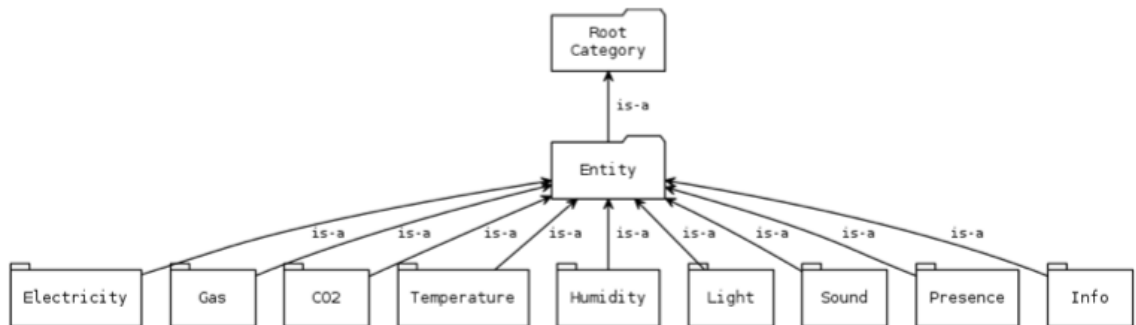 Root
Category
is-a
Entity
is-a is-a is-a is-a is-a is-a is-a is-a is-a
Electricity Gas CO2 Temperature Humidity Light Sound Presence Info